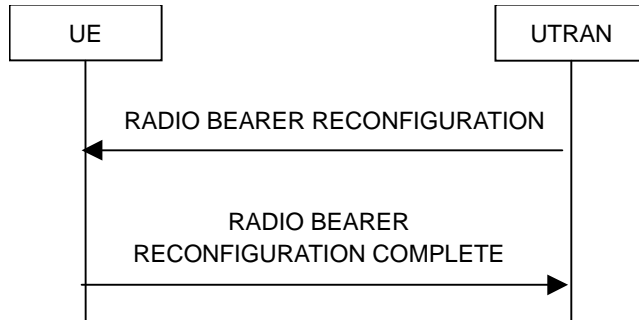 UE
UTRAN
RADIO BEARER RECONFIGURATION
RADIO BEARER
RECONFIGURATION COMPLETE